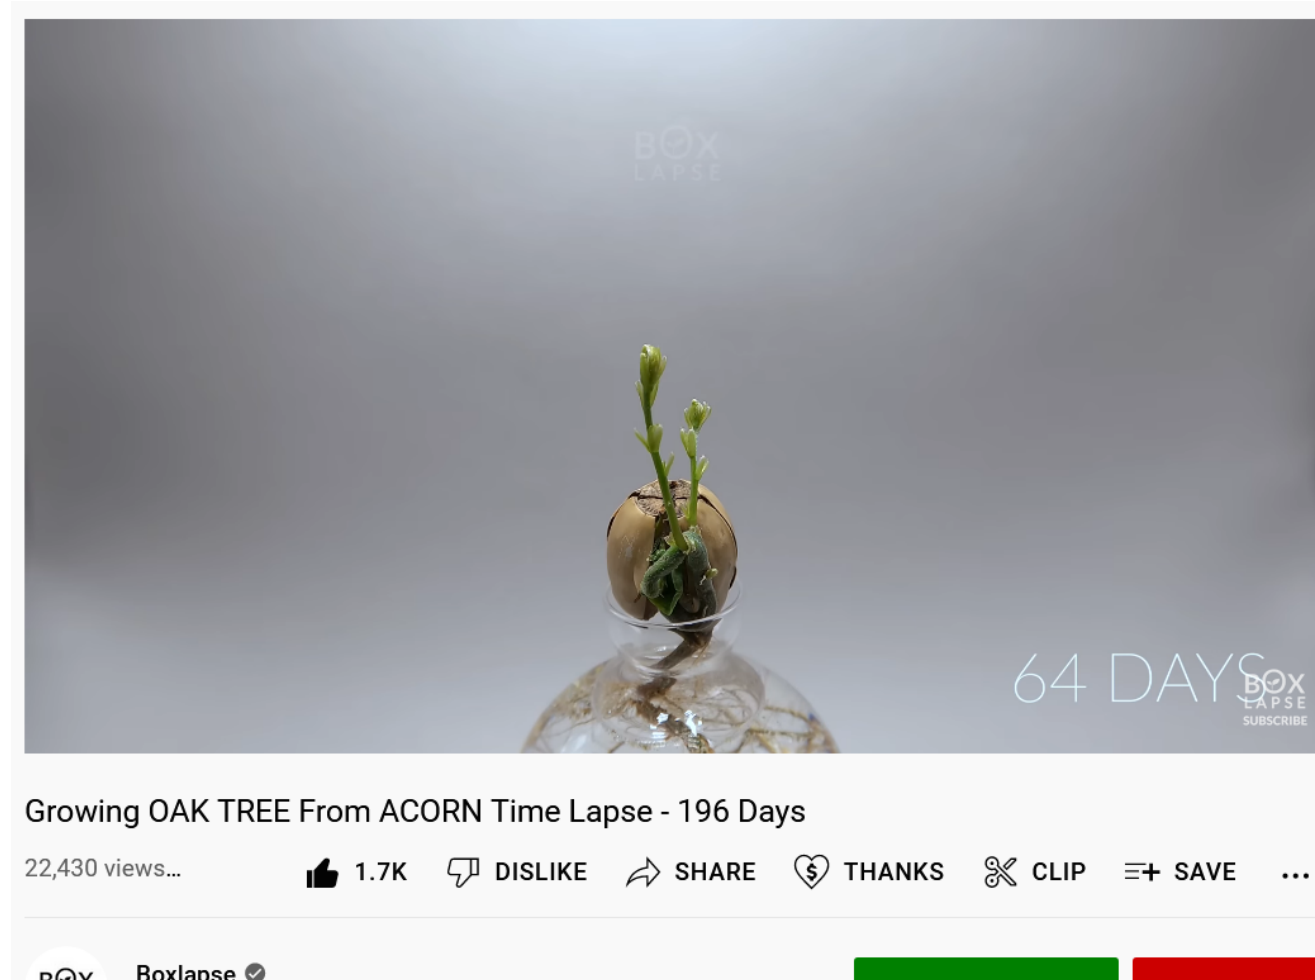 BOX
LAPSE
64 DAYS
BOX
LAPSE
SUBSCRIBE
Growing OAK TREE From ACORN Time Lapse - 196 Days
22,430 views...
1.7K
DISLIKE
SHARE
THANKS
CLIP
SAVE
BOX
Boxlapse